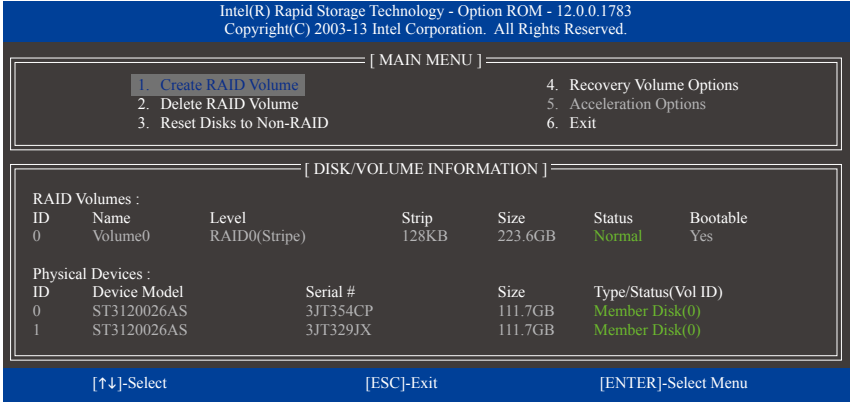 Intel(R) Rapid Storage Technology - Option ROM - 12.0.0.1783
Copyright(C) 2003-13 Intel Corporation. All Rights Reserved.
[ MAIN MENU ]
1. Create RAID Volume 4. Recovery Volume Options
2. Delete RAID Volume 5. Acceleration Options
3. Reset Disks to Non-RAID 6. Exit
[ DISK/VOLUME INFORMATION ]
RAID Volumes :
ID Name Level Strip Size Status Bootable
0 Volume0 RAID0(Stripe) 128KB 223.6GB Normal Yes
Physical Devices :
ID Device Model Serial # Size Type/Status(Vol ID)
0 ST3120026AS 3JT354CP 111.7GB Member Disk(0)
1 ST3120026AS 3JT329JX 111.7GB Member Disk(0)
[↑↓]-Select [ESC]-Exit [ENTER]-Select Menu